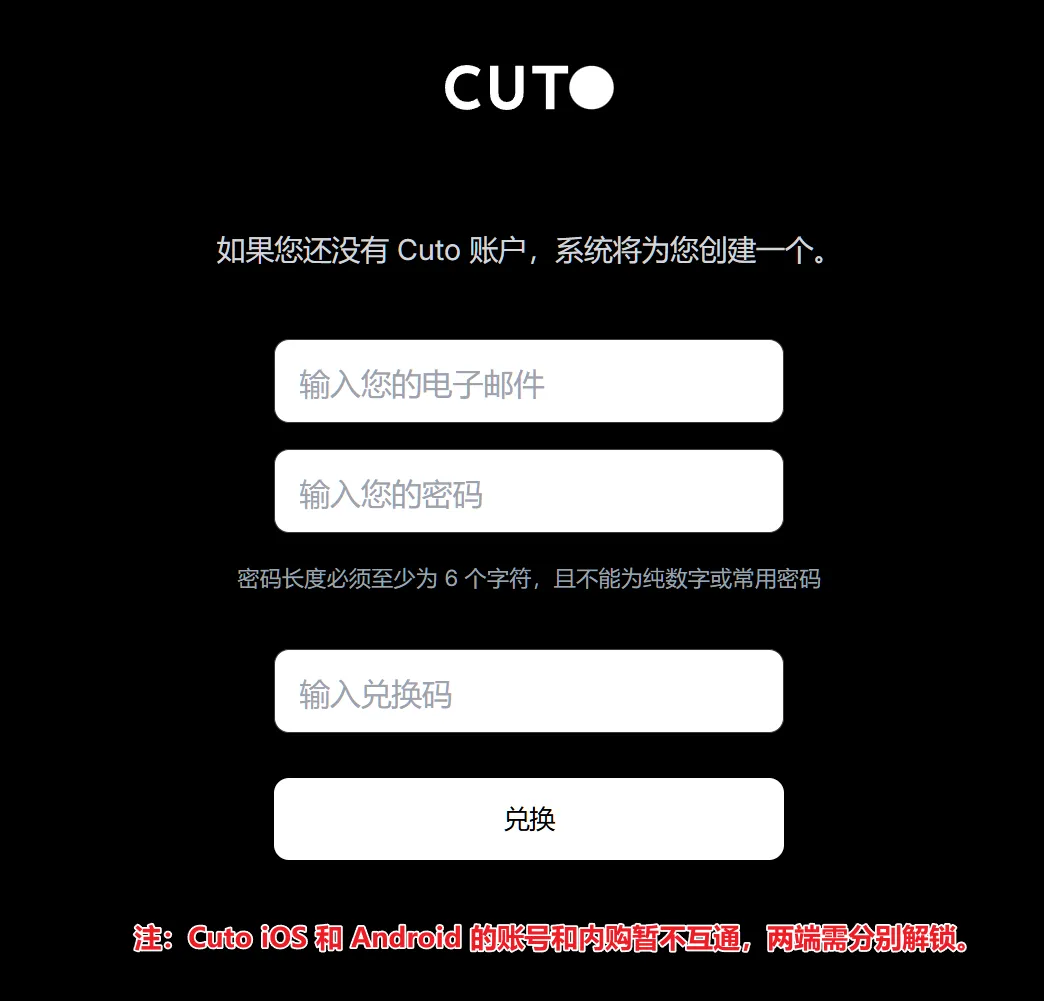 CUTO
如果您还没有 Cuto 账户，系统将为您创建一个。
输入您的电子邮件
输入您的密码
密码长度必须至少为 6 个字符，且不能为纯数字或常用密码
输入兑换码
兑换
注：Cuto iOS 和 Android 的账号和内购暂不互通，两端需分别解锁。